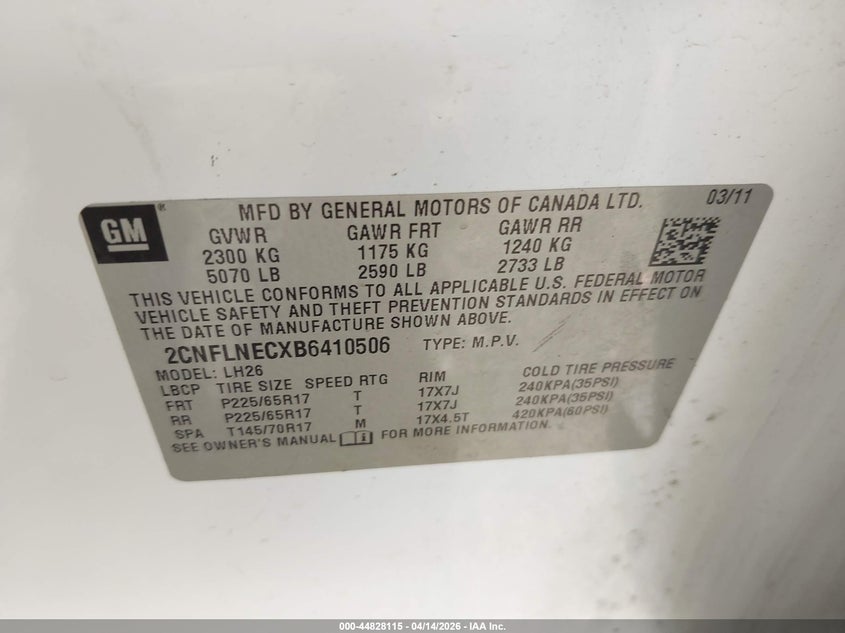 GM ® MFD BY GENERAL MOTORS OF CANADA LTD. 03/11
GVWR GAWR FRT GAWR RR
2300 KG 1175 KG 1240 KG
5070 LB 2590 LB 2733 LB
THIS VEHICLE CONFORMS TO ALL APPLICABLE U.S. FEDERAL MOTOR
VEHICLE SAFETY AND THEFT PREVENTION STANDARDS IN EFFECT ON
THE DATE OF MANUFACTURE SHOWN ABOVE.
2CNFLNECXB6410506 TYPE: M.P.V.
MODEL: LH26
LBCP TIRE SIZE SPEED RTG RIM COLD TIRE PRESSURE
FRT P225/65R17 T 17X7J 240KPA(35PSI)
RR P225/65R17 T 17X7J 240KPA(35PSI)
SPA T145/70R17 M 17X4.5T 420KPA(60PSI)
SEE OWNER'S MANUAL FOR MORE INFORMATION.
000-44828115 - 04/14/2026 - IAA Inc.